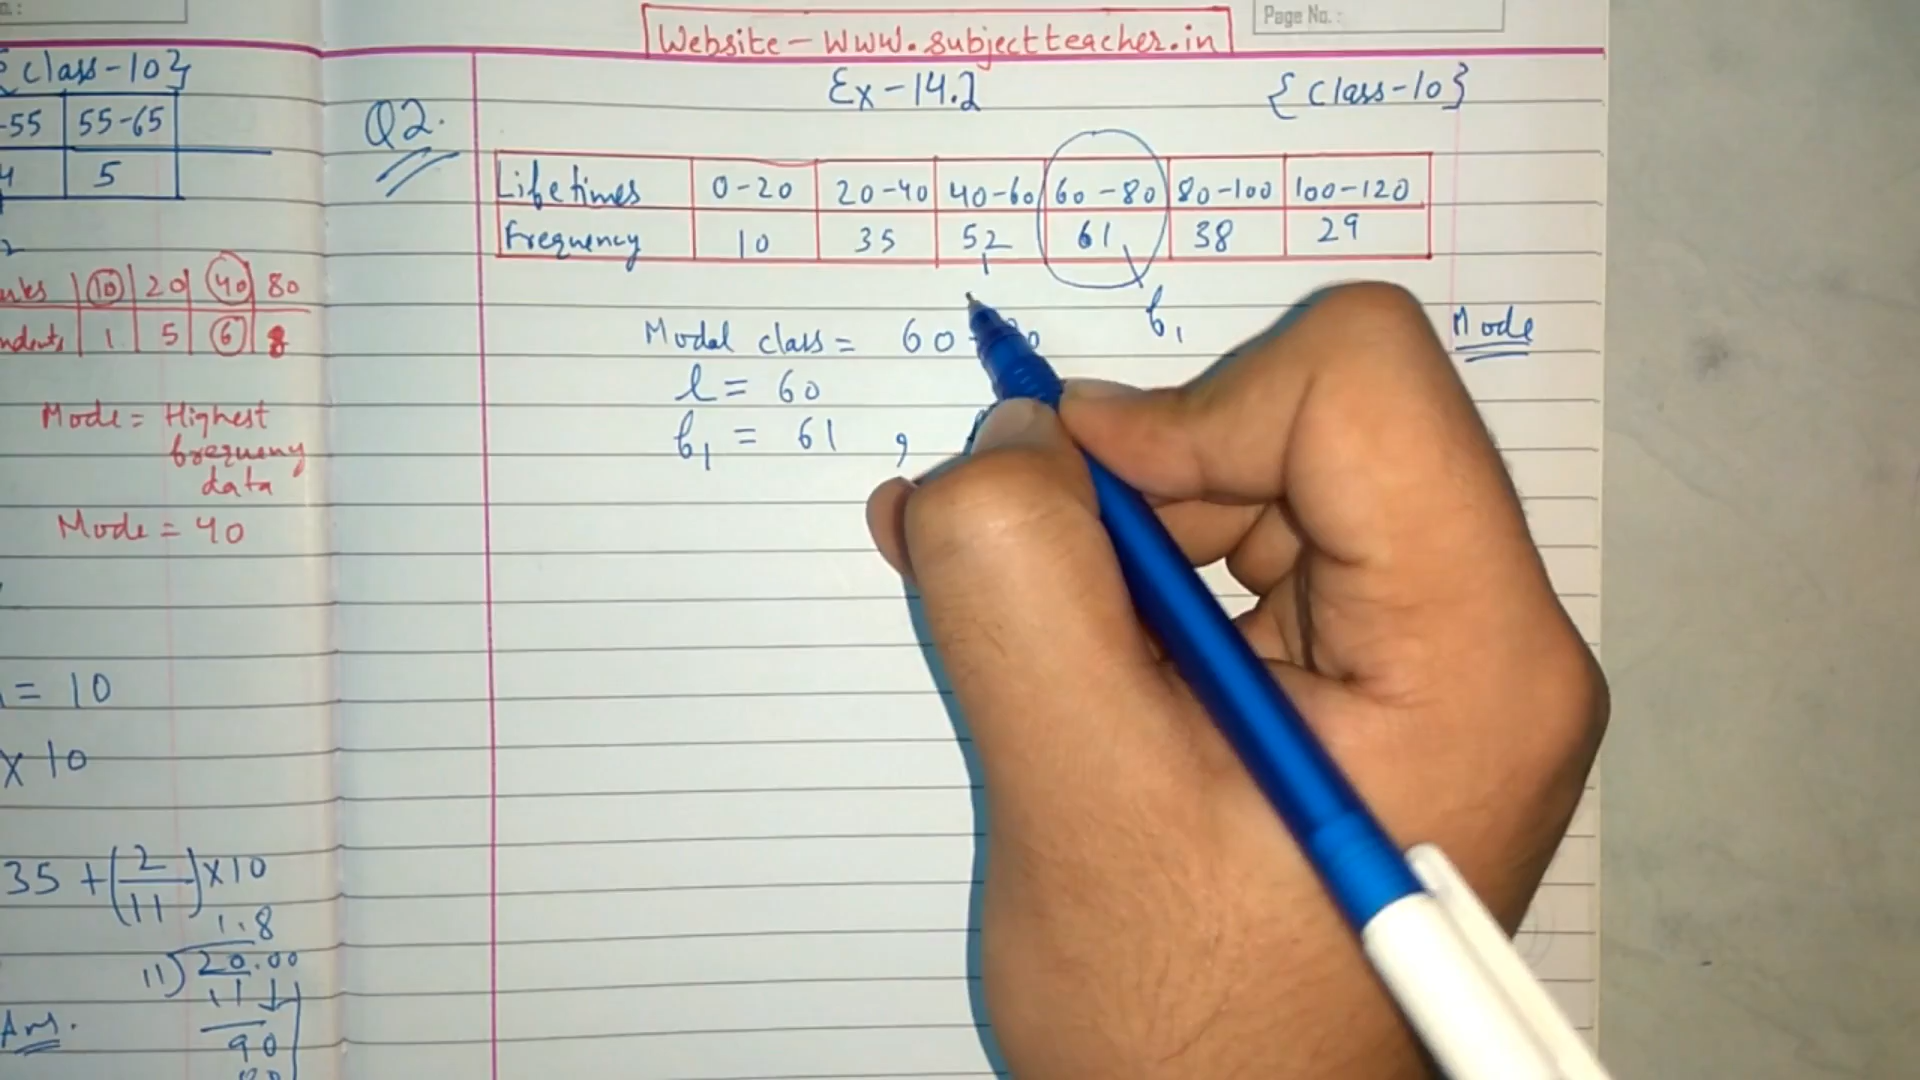 Page No. :
Website - www.subjectteacher.in
Ex-14.2 {Class-10}
Q2.
Lifetimes 0-20 20-40 40-60 60-80 80-100 100-120
Frequency 10 35 52 61 38 29
f1
Modal class = 60
l = 60
f1 = 61 ,
Mode
{Class-10}
-55 55-65
4 5
10 20 40 80
1 5 6 8
Mode = Highest
frequency
data
Mode = 40
= 10
x 10
35 + (2/11) x 10
1.8
11) 20.00
11
90
Ans.